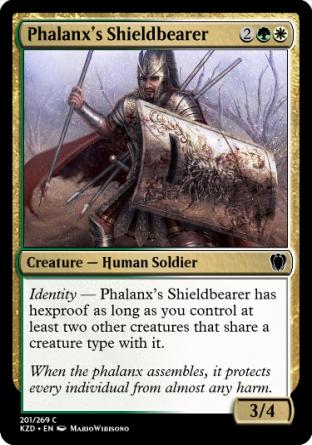 Phalanx's Shieldbearer 2
Creature — Human Soldier
Identity — Phalanx's Shieldbearer has
hexproof as long as you control at
least two other creatures that share a
creature type with it.
When the phalanx assembles, it protects
every individual from almost any harm.
3/4
201/269 C
KZD • EN MarioWibisono